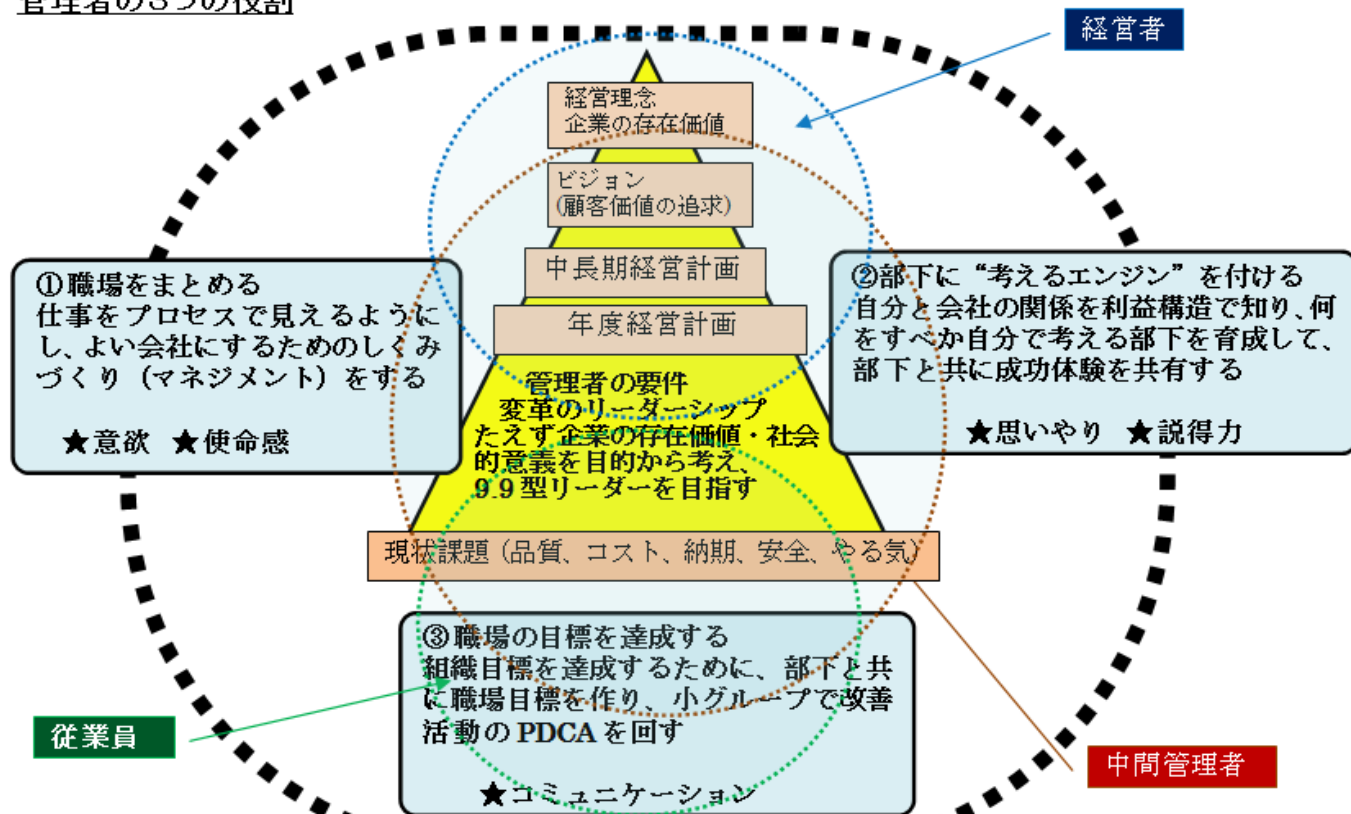 管理者の3つの役割
経営者
経営理念
企業の存在価値
ビジョン
(顧客価値の追求)
中長期経営計画
年度経営計画
①職場をまとめる
仕事をプロセスで見えるように
し、よい会社にするためのしくみ
づくり（マネジメント）をする
★意欲 ★使命感
②部下に“考えるエンジン”を付ける
自分と会社の関係を利益構造で知り、何
をすべか自分で考える部下を育成して、
部下と共に成功体験を共有する
★思いやり ★説得力
管理者の要件
変革のリーダーシップ
たえず企業の存在価値・社会
的意義を目的から考え、
9.9型リーダーを目指す
現状課題（品質、コスト、納期、安全、やる気）
③職場の目標を達成する
組織目標を達成するために、部下と共
に職場目標を作り、小グループで改善
活動のPDCAを回す
★コミュニケーション
従業員
中間管理者